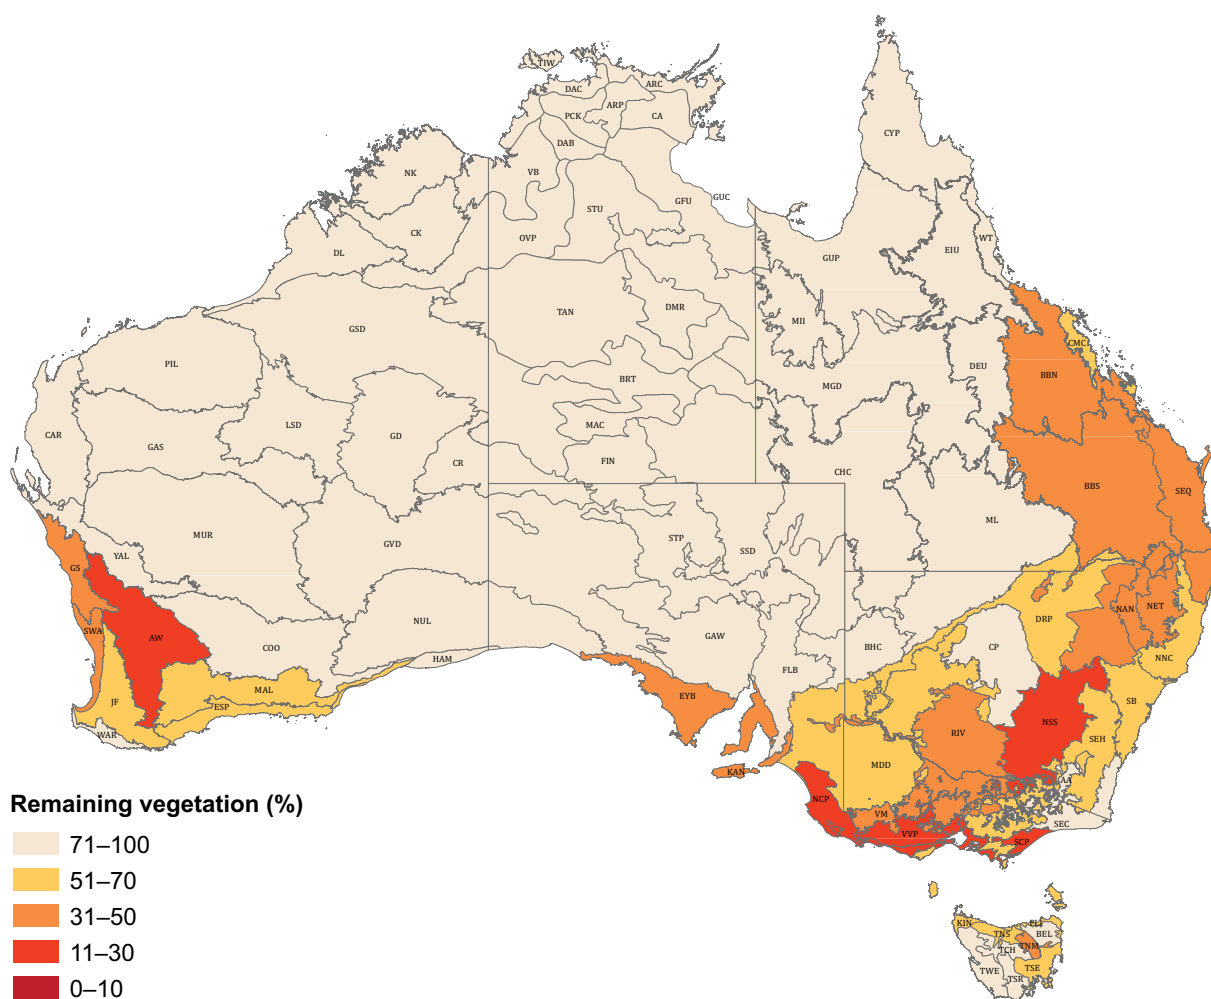 TIW
DAC
ARC
ARP
PCK
CA
DAB
CYP
NK
VB
GUC
GFU
STU
CK
OVP
WT
EIU
DL
GUP
DMR
TAN
MII
GSD
CMC
PIL
DEU
BBN
BRT
MGD
LSD
MAC
CAR
GD
GAS
CR
FIN
CHC
BBS
SEQ
ML
MUR
STP
GVD
SSD
YAL
GS
NAN
NET
DRP
NUL
SWA
AW
GAW
COO
BHC
CP
HAM
NNC
FLB
MAL
EYB
JF
SB
ESP
NSS
WAR
RIV
SEH
MDD
KAN
AA
NCP
VM
SEC
VVP
SCP
KIN
TNS
BEL
TNM
TCH
TSE
TWE
TSR
Remaining vegetation (%)
71–100
51–70
31–50
11–30
0–10